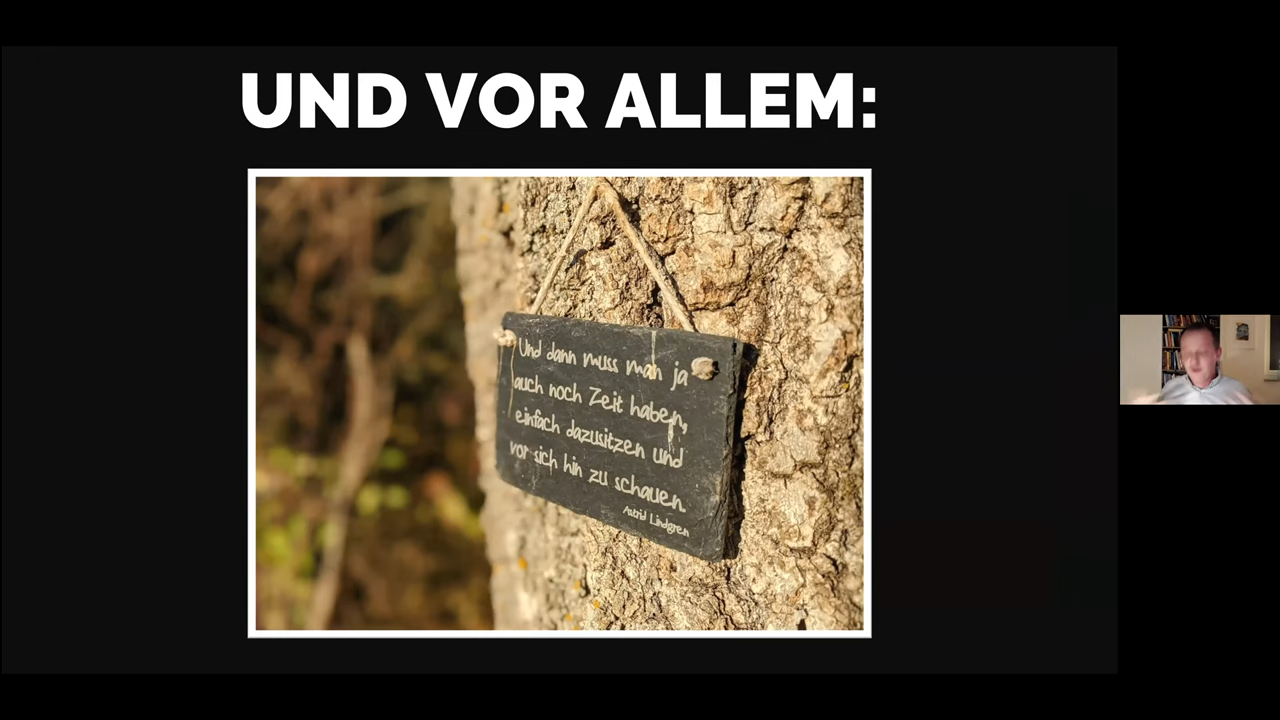 UND VOR ALLEM:
Und dann muss man ja
auch noch Zeit haben,
einfach dazusitzen und
vor sich hin zu schauen.
Astrid Lindgren